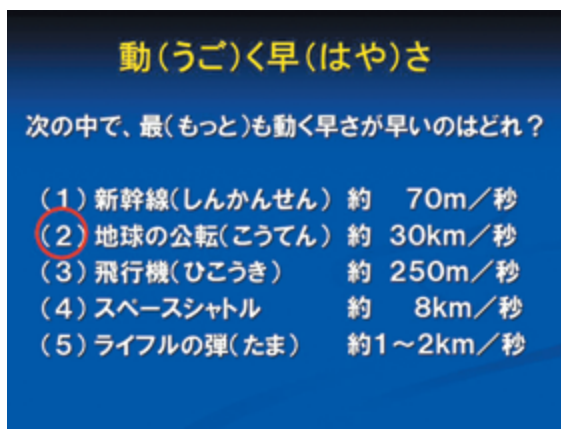 動(うご)く早(はや)さ
次の中で、最(もっと)も動く早さが早いのはどれ？
(1)新幹線(しんかんせん) 約 70m／秒
(2)地球の公転(こうてん) 約 30km／秒
(3)飛行機(ひこうき) 約 250m／秒
(4)スペースシャトル 約 8km／秒
(5)ライフルの弾(たま) 約1～2km／秒